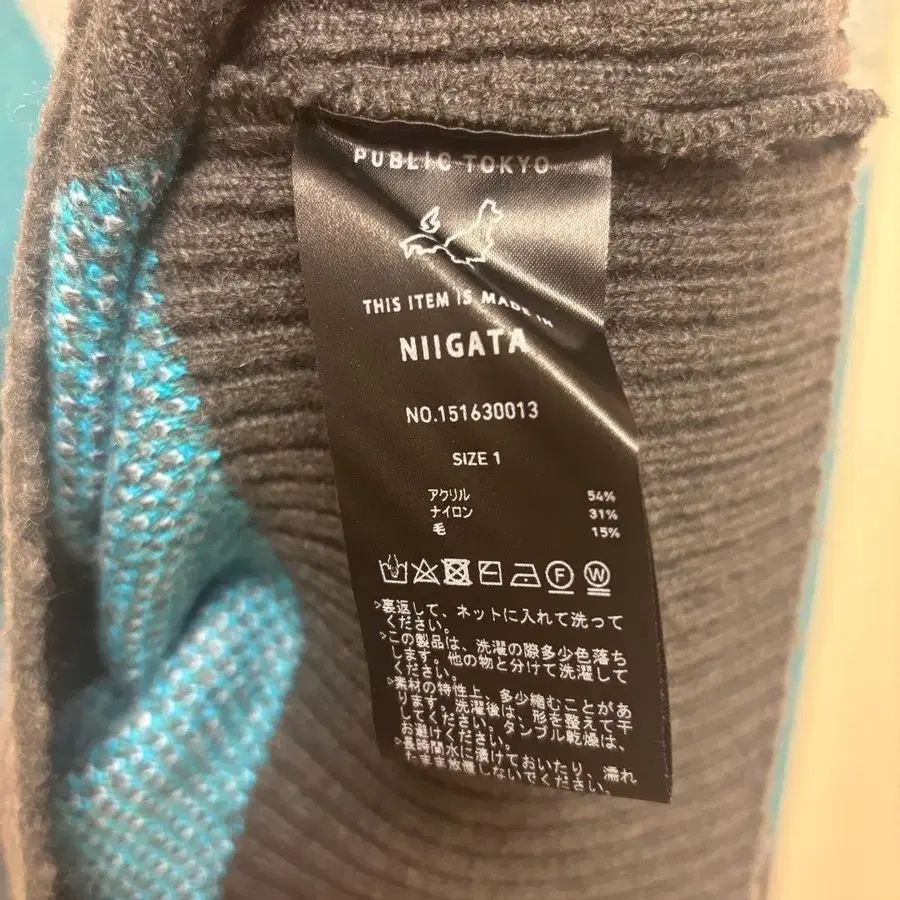 PUBLIC TOKYO
THIS ITEM IS MADE IN
NIIGATA
NO.151630013
SIZE 1
アクリル 54%
ナイロン 31%
毛 15%
F W
>裏返して、ネットに入れて洗って
ください。
>この製品は、洗濯の際多少色落ち
します。他の物と分けて洗濯して
ください。
>素材の特性上、多少縮むことがあ
ります。洗濯後は、形を整えて干
してください。タンブル乾燥は、
お避けください。
>長時間水に漬けておいたり、濡れ
たまま放置しないでください。